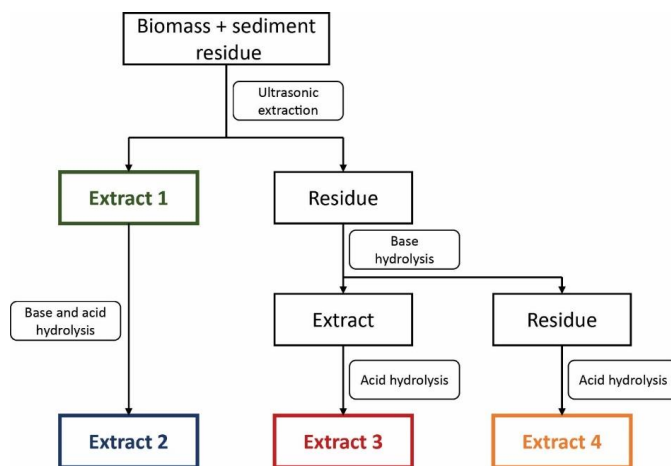 Biomass + sediment
residue
Ultrasonic
extraction
Extract 1
Residue
Base
hydrolysis
Base and acid
hydrolysis
Extract
Residue
Acid hydrolysis
Acid hydrolysis
Extract 2
Extract 3
Extract 4